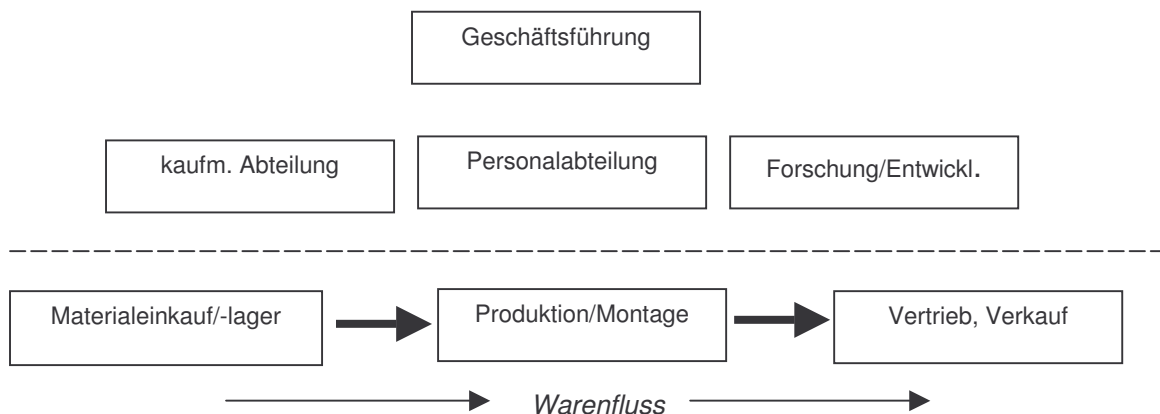 Geschäftsführung
kaufm. Abteilung
Personalabteilung
Forschung/Entwickl.
Materialeinkauf/-lager
Produktion/Montage
Vertrieb, Verkauf
Warenfluss